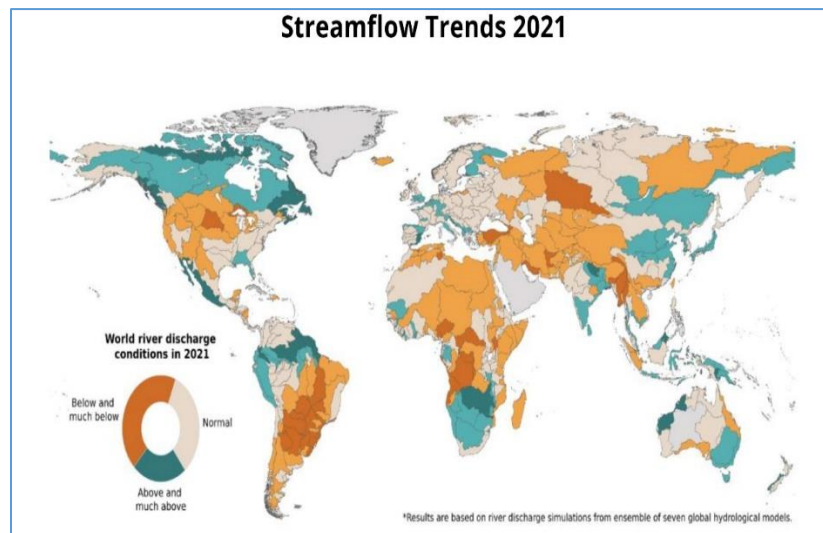 Streamflow Trends 2021
World river discharge
conditions in 2021
Below and
much below
Normal
Above and
much above
*Results are based on river discharge simulations from ensemble of seven global hydrological models.